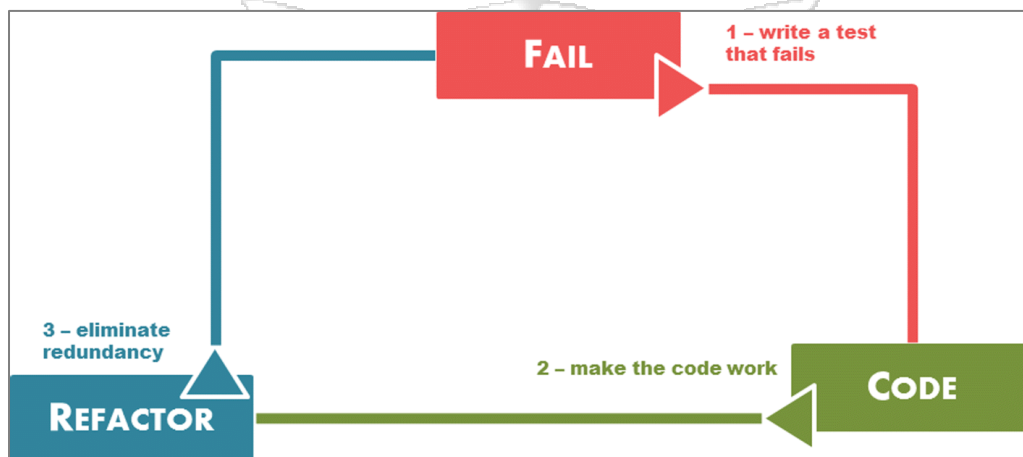 FAIL
1 – write a test
that fails
3 – eliminate
redundancy
2 – make the code work
CODE
REFACTOR